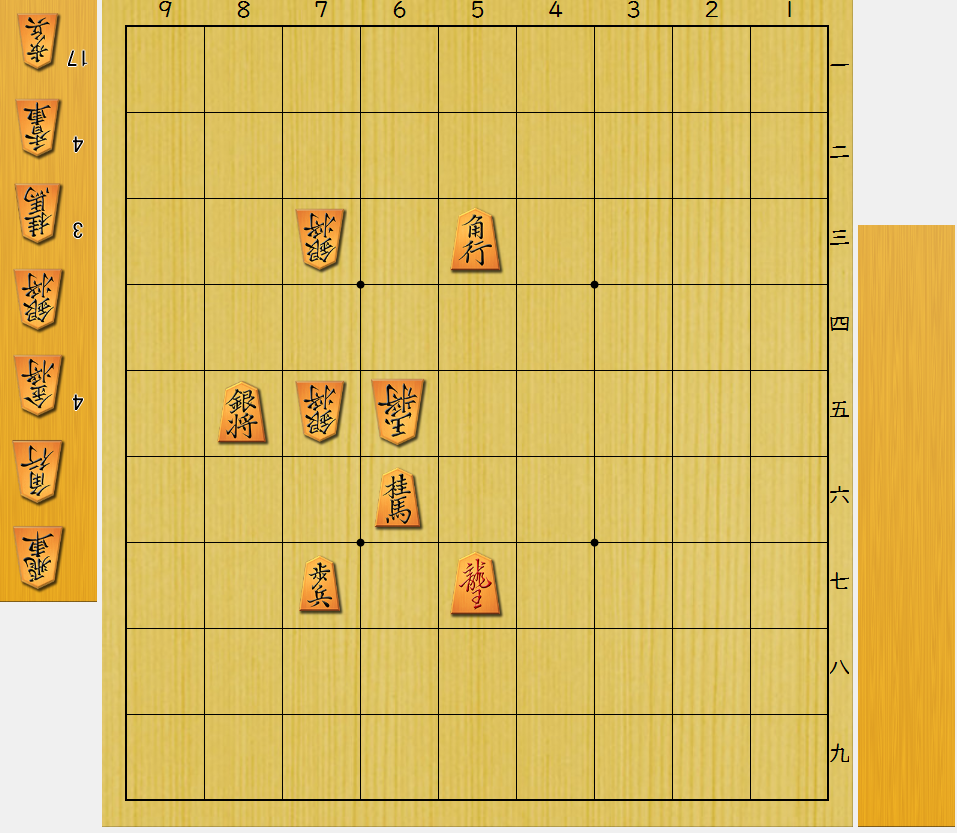 9 8 7 6 5 4 3 2 1
歩兵 17
香車 4
桂馬 3
銀将
金将 4
角行
飛車
一
二
銀将 角行 三
四
銀将 銀将 玉将 五
桂馬 六
歩兵 龍王 七
八
九